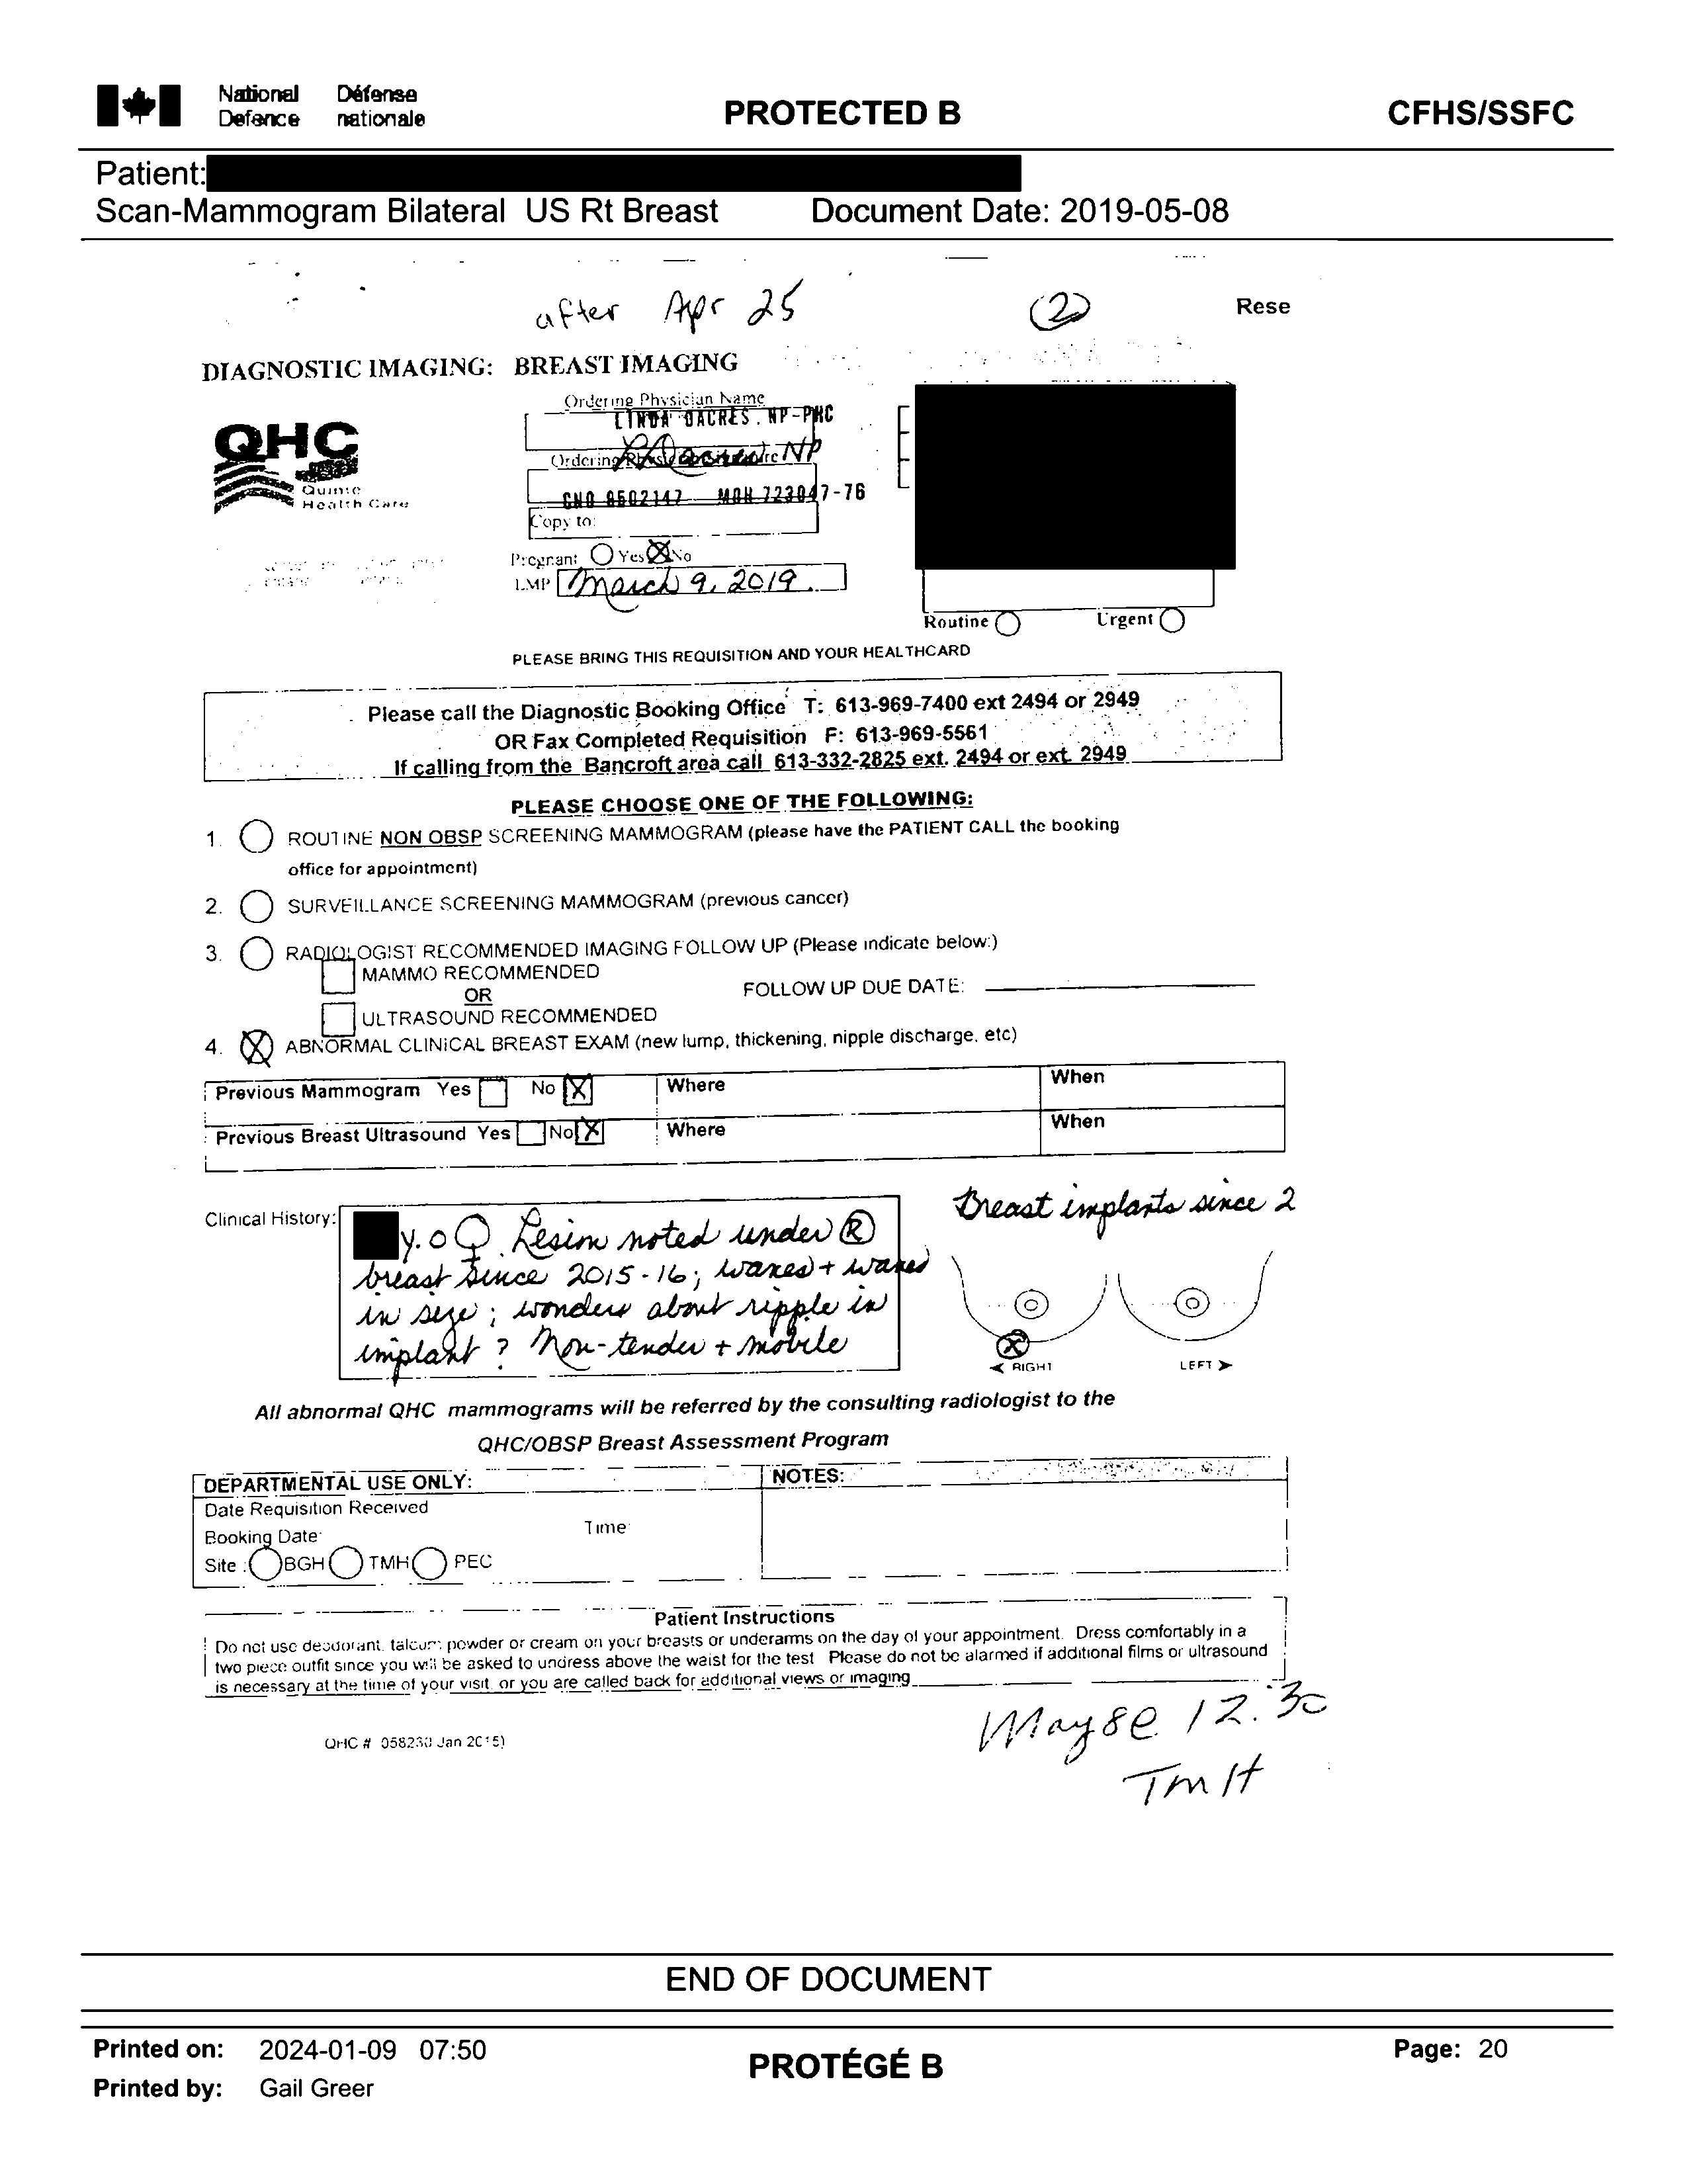 National Défense
Defence nationale
PROTECTED B
CFHS/SSFC
Patient:
Scan-Mammogram Bilateral US Rt Breast Document Date: 2019-05-08
after Apr 25
2
Rese
DIAGNOSTIC IMAGING: BREAST IMAGING
QHC
Quinte
Health Care
Ordering Physician Name
LINDA DACRES. NP-PHC
Ordering
NP
CNO 9502147 MOH 723047-76
Copy to:
Pregnant Yes No
LMP March 9, 2019.
Routine Urgent
PLEASE BRING THIS REQUISITION AND YOUR HEALTHCARD
Please call the Diagnostic Booking Office T: 613-969-7400 ext 2494 or 2949
OR Fax Completed Requisition F: 613-969-5561
If calling from the Bancroft area call 613-332-2825 ext. 2494 or ext. 2949
PLEASE CHOOSE ONE OF THE FOLLOWING:
1. ROUTINE NON OBSP SCREENING MAMMOGRAM (please have the PATIENT CALL the booking
office for appointment)
2. SURVEILLANCE SCREENING MAMMOGRAM (previous cancer)
3. RADIOLOGIST RECOMMENDED IMAGING FOLLOW UP (Please indicate below:)
MAMMO RECOMMENDED
OR
FOLLOW UP DUE DATE:
ULTRASOUND RECOMMENDED
4. X ABNORMAL CLINICAL BREAST EXAM (new lump, thickening, nipple discharge, etc)
Previous Mammogram Yes No X Where When
Previous Breast Ultrasound Yes No X Where When
Clinical History:
Breast implants since 2
y.o ♀. Lesion noted under Ⓡ
breast since 2015-16; waxes + wanes
in size; wonders about ripple in
implant? Non-tender + mobile
X
RIGHT LEFT
All abnormal QHC mammograms will be referred by the consulting radiologist to the
QHC/OBSP Breast Assessment Program
DEPARTMENTAL USE ONLY: NOTES:
Date Requisition Received
Booking Date: Time:
Site: BGH TMH PEC
Patient Instructions
Do not use deodorant, talcum powder or cream on your breasts or underarms on the day of your appointment. Dress comfortably in a
two piece outfit since you will be asked to undress above the waist for the test Please do not be alarmed if additional films or ultrasound
is necessary at the time of your visit, or you are called back for additional views or imaging
QHC # 058230 Jan 2015)
May 8 @ 12:30
TMH
END OF DOCUMENT
Printed on: 2024-01-09 07:50
Printed by: Gail Greer
PROTÉGÉ B
Page: 20